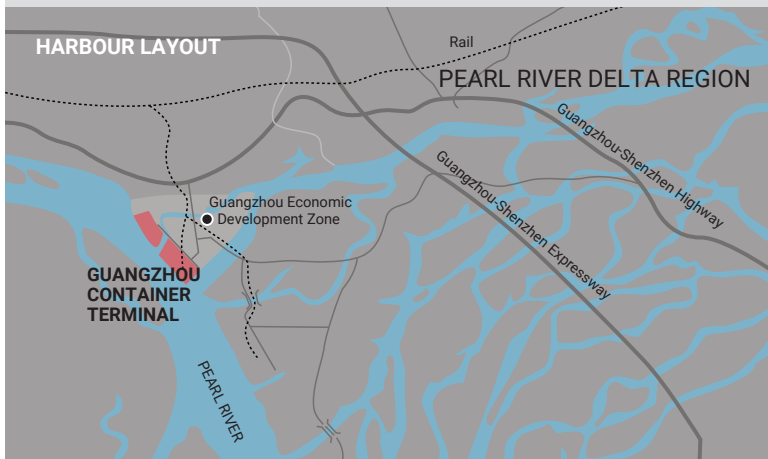 HARBOUR LAYOUT
Rail
PEARL RIVER DELTA REGION
Guangzhou-Shenzhen Highway
Guangzhou-Shenzhen Expressway
Guangzhou Economic
Development Zone
GUANGZHOU
CONTAINER
TERMINAL
PEARL RIVER